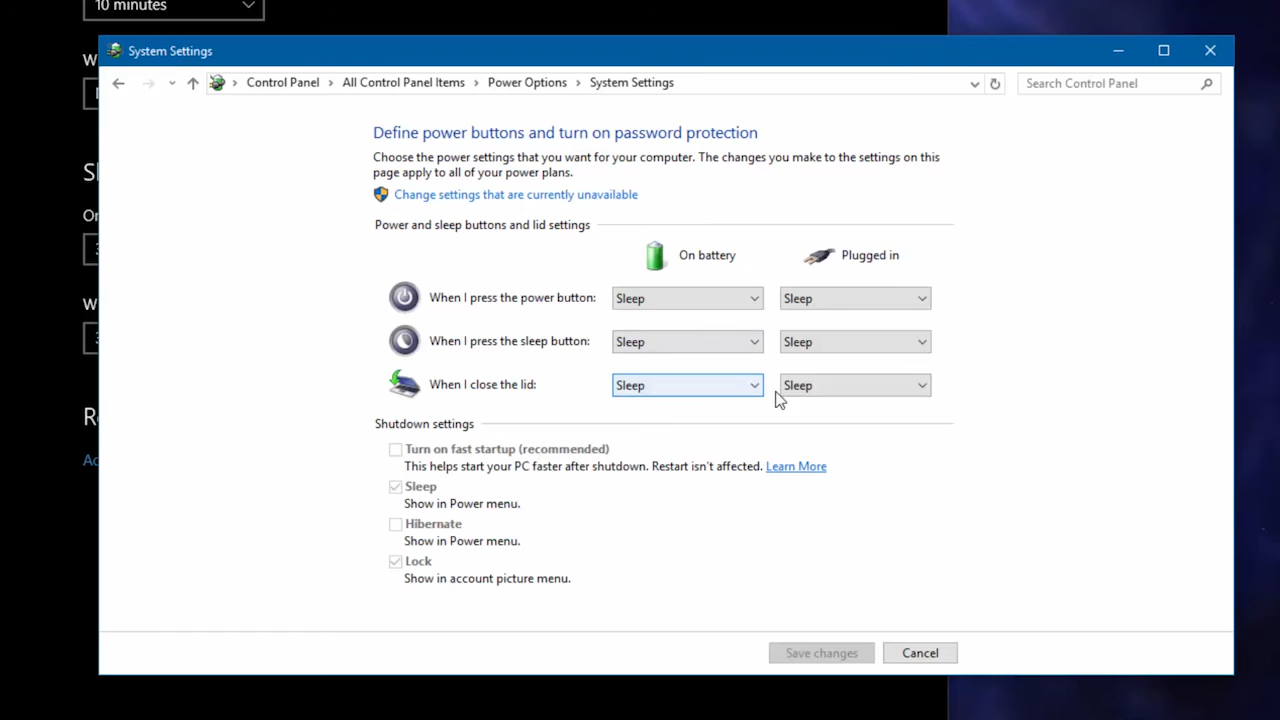 10 minutes
System Settings
Control Panel > All Control Panel Items > Power Options > System Settings
Search Control Panel
Define power buttons and turn on password protection
Choose the power settings that you want for your computer. The changes you make to the settings on this
page apply to all of your power plans.
Change settings that are currently unavailable
Power and sleep buttons and lid settings
On battery Plugged in
When I press the power button: Sleep Sleep
When I press the sleep button: Sleep Sleep
When I close the lid: Sleep Sleep
Shutdown settings
Turn on fast startup (recommended)
This helps start your PC faster after shutdown. Restart isn't affected. Learn More
Sleep
Show in Power menu.
Hibernate
Show in Power menu.
Lock
Show in account picture menu.
Save changes Cancel